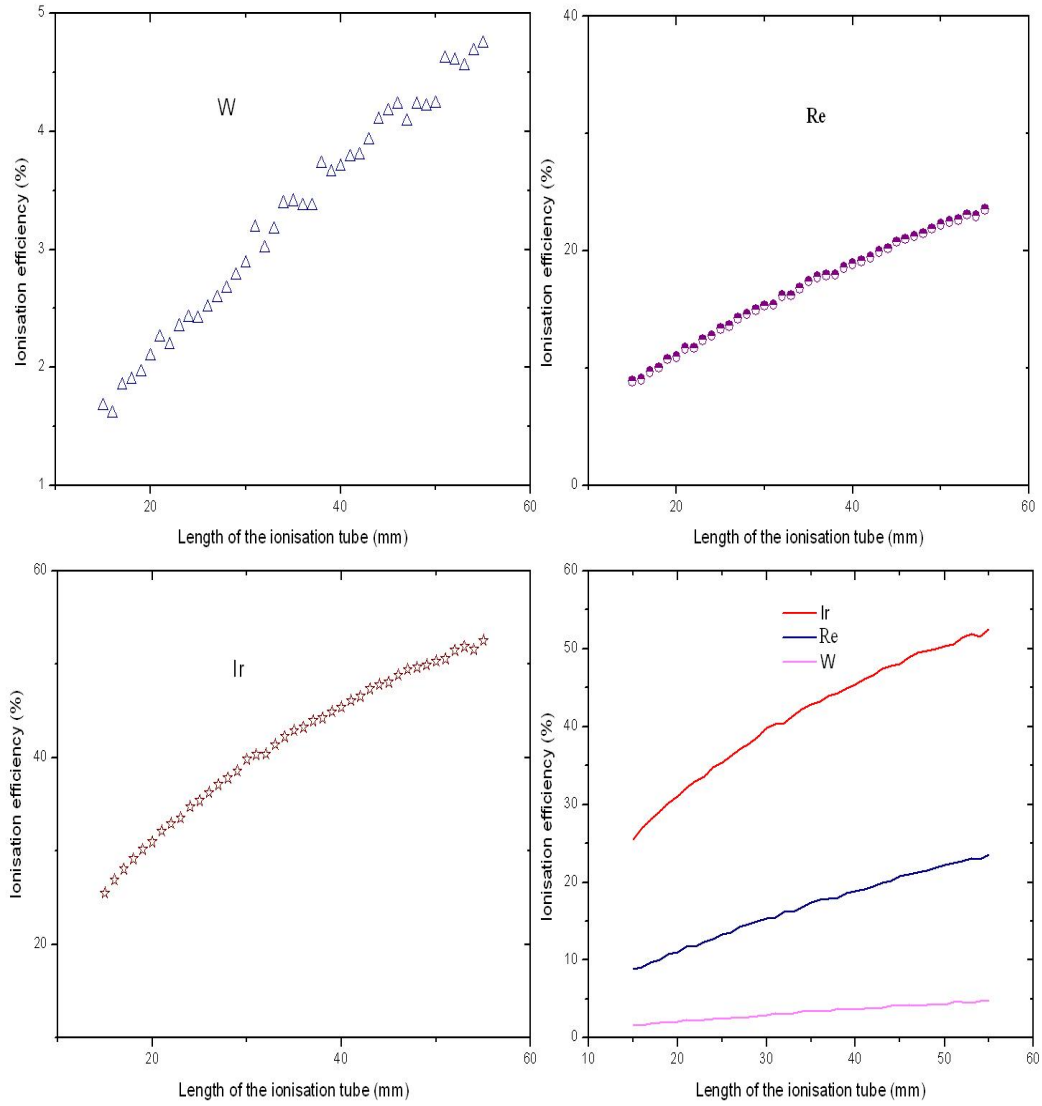 5
4
3
2
1
Ionisation efficiency (%)
W
20
40
60
Length of the ionisation tube (mm)
40
20
0
Ionisation efficiency (%)
Re
20
40
60
Length of the ionisation tube (mm)
60
40
20
Ionisation efficiency (%)
Ir
20
40
60
Length of the ionisation tube (mm)
60
50
40
30
20
10
0
Ionisation efficiency (%)
Ir
Re
W
10
20
30
40
50
60
Length of the ionisation tube (mm)